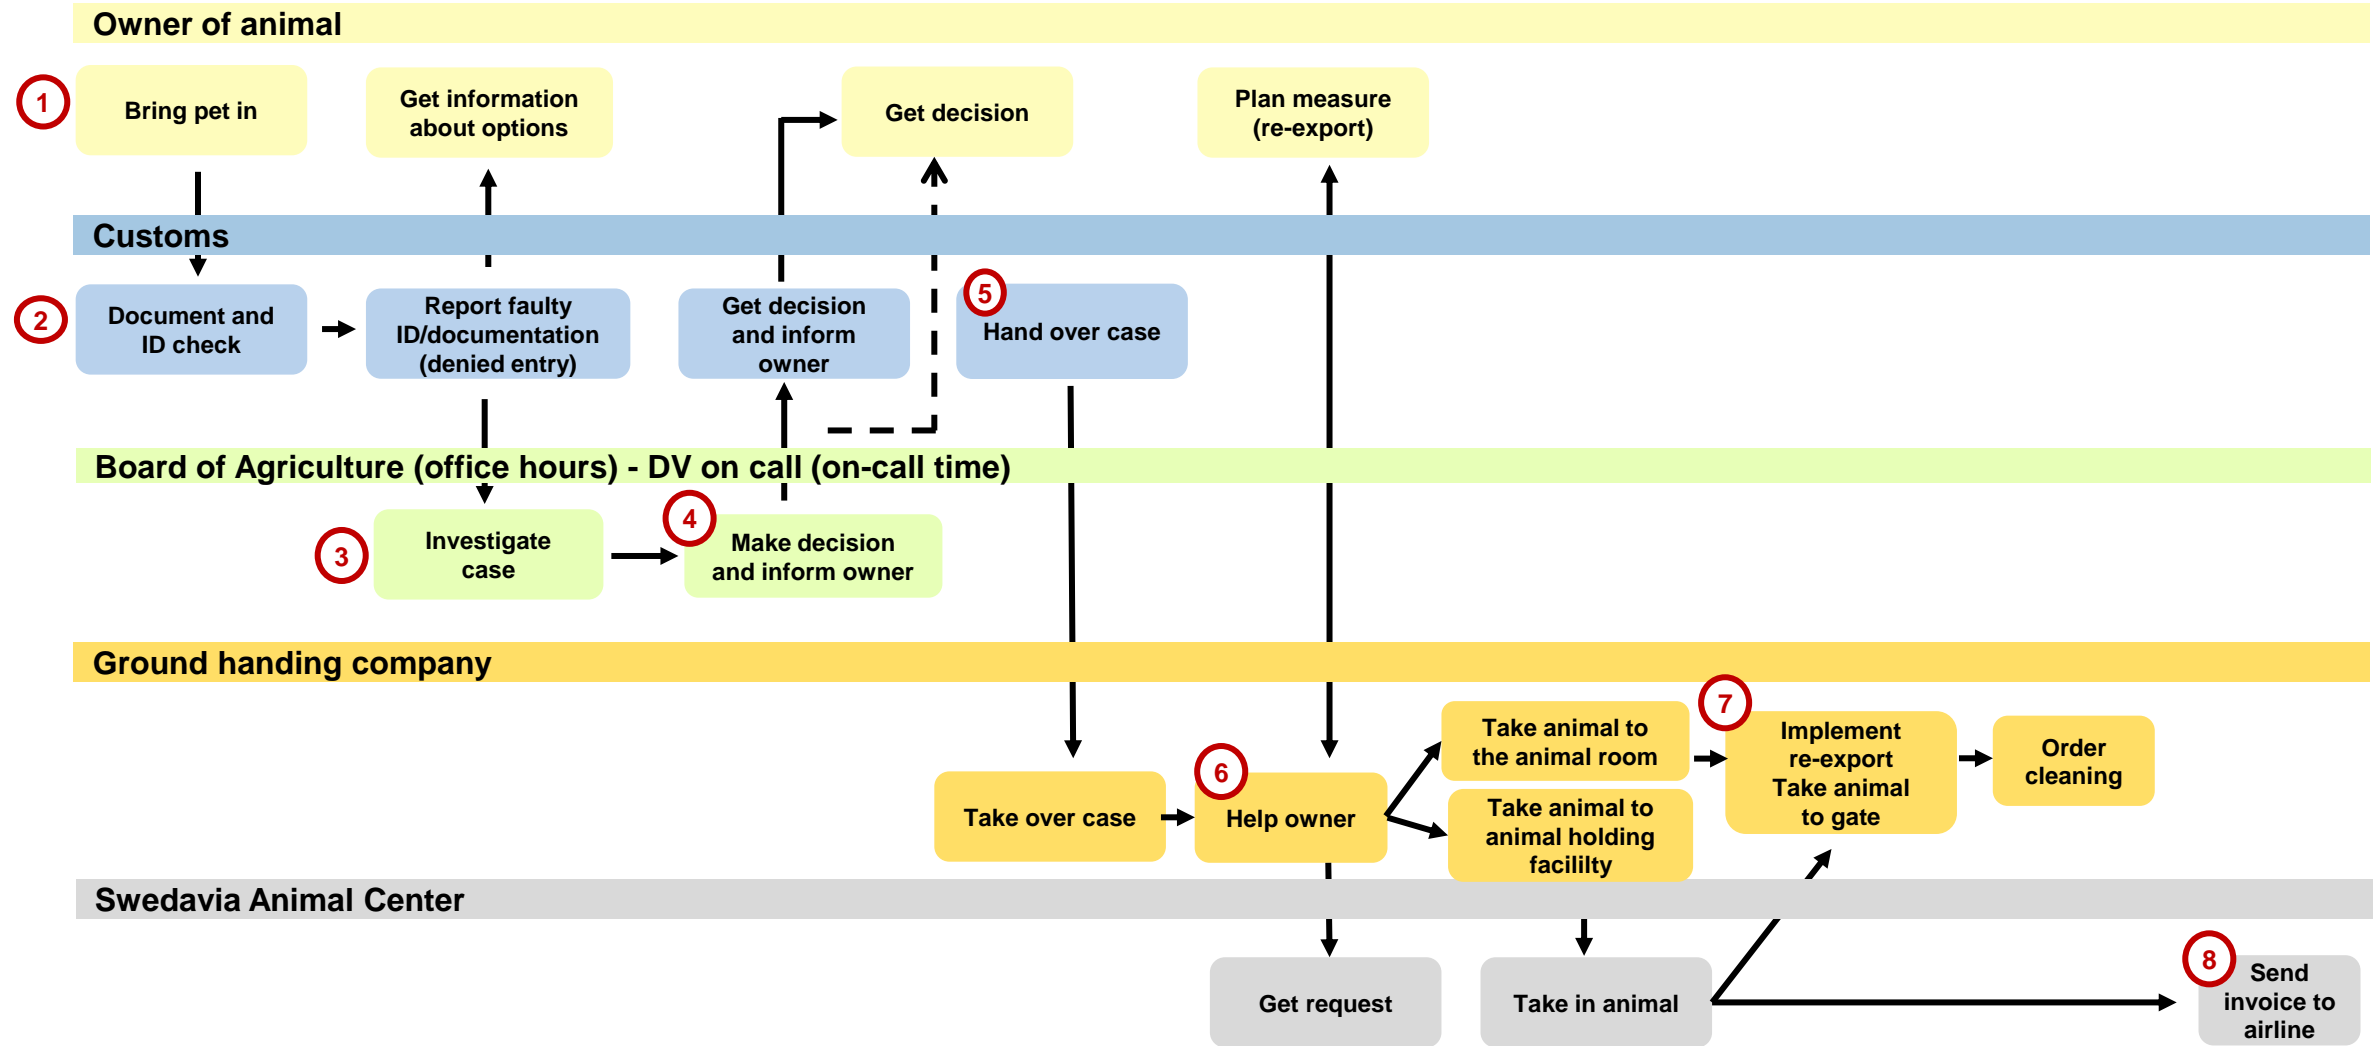 Owner of animal
1
Bring pet in
Get information
about options
Get decision
Plan measure
(re-export)
Customs
2
Document and
ID check
Report faulty
ID/documentation
(denied entry)
Get decision
and inform
owner
5
Hand over case
Board of Agriculture (office hours) - DV on call (on-call time)
3
Investigate
case
4
Make decision
and inform owner
Ground handing company
Take over case
6
Help owner
Take animal to
the animal room
Take animal to
animal holding
facililty
7
Implement
re-export
Take animal
to gate
Order
cleaning
Swedavia Animal Center
Get request
Take in animal
8
Send
invoice to
airline